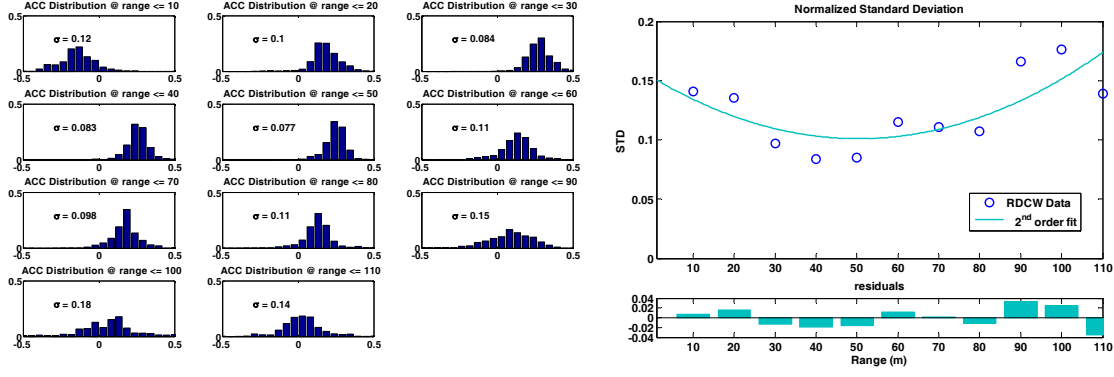 ACC Distribution @ range <= 10
0.5
σ = 0.12
0
-0.5 0 0.5
ACC Distribution @ range <= 20
0.5
σ = 0.1
0
-0.5 0 0.5
ACC Distribution @ range <= 30
0.5
σ = 0.084
0
-0.5 0 0.5
ACC Distribution @ range <= 40
0.5
σ = 0.083
0
-0.5 0 0.5
ACC Distribution @ range <= 50
0.5
σ = 0.077
0
-0.5 0 0.5
ACC Distribution @ range <= 60
0.5
σ = 0.11
0
-0.5 0 0.5
ACC Distribution @ range <= 70
0.5
σ = 0.098
0
-0.5 0 0.5
ACC Distribution @ range <= 80
0.5
σ = 0.11
0
-0.5 0 0.5
ACC Distribution @ range <= 90
0.5
σ = 0.15
0
-0.5 0 0.5
ACC Distribution @ range <= 100
0.5
σ = 0.18
0
-0.5 0 0.5
ACC Distribution @ range <= 110
0.5
σ = 0.14
0
-0.5 0 0.5
Normalized Standard Deviation
0.2
0.15
0.1
0.05
0
STD
RDCW Data
2nd order fit
10 20 30 40 50 60 70 80 90 100 110
residuals
0.04
0.02
0
-0.02
-0.04
10 20 30 40 50 60 70 80 90 100 110
Range (m)